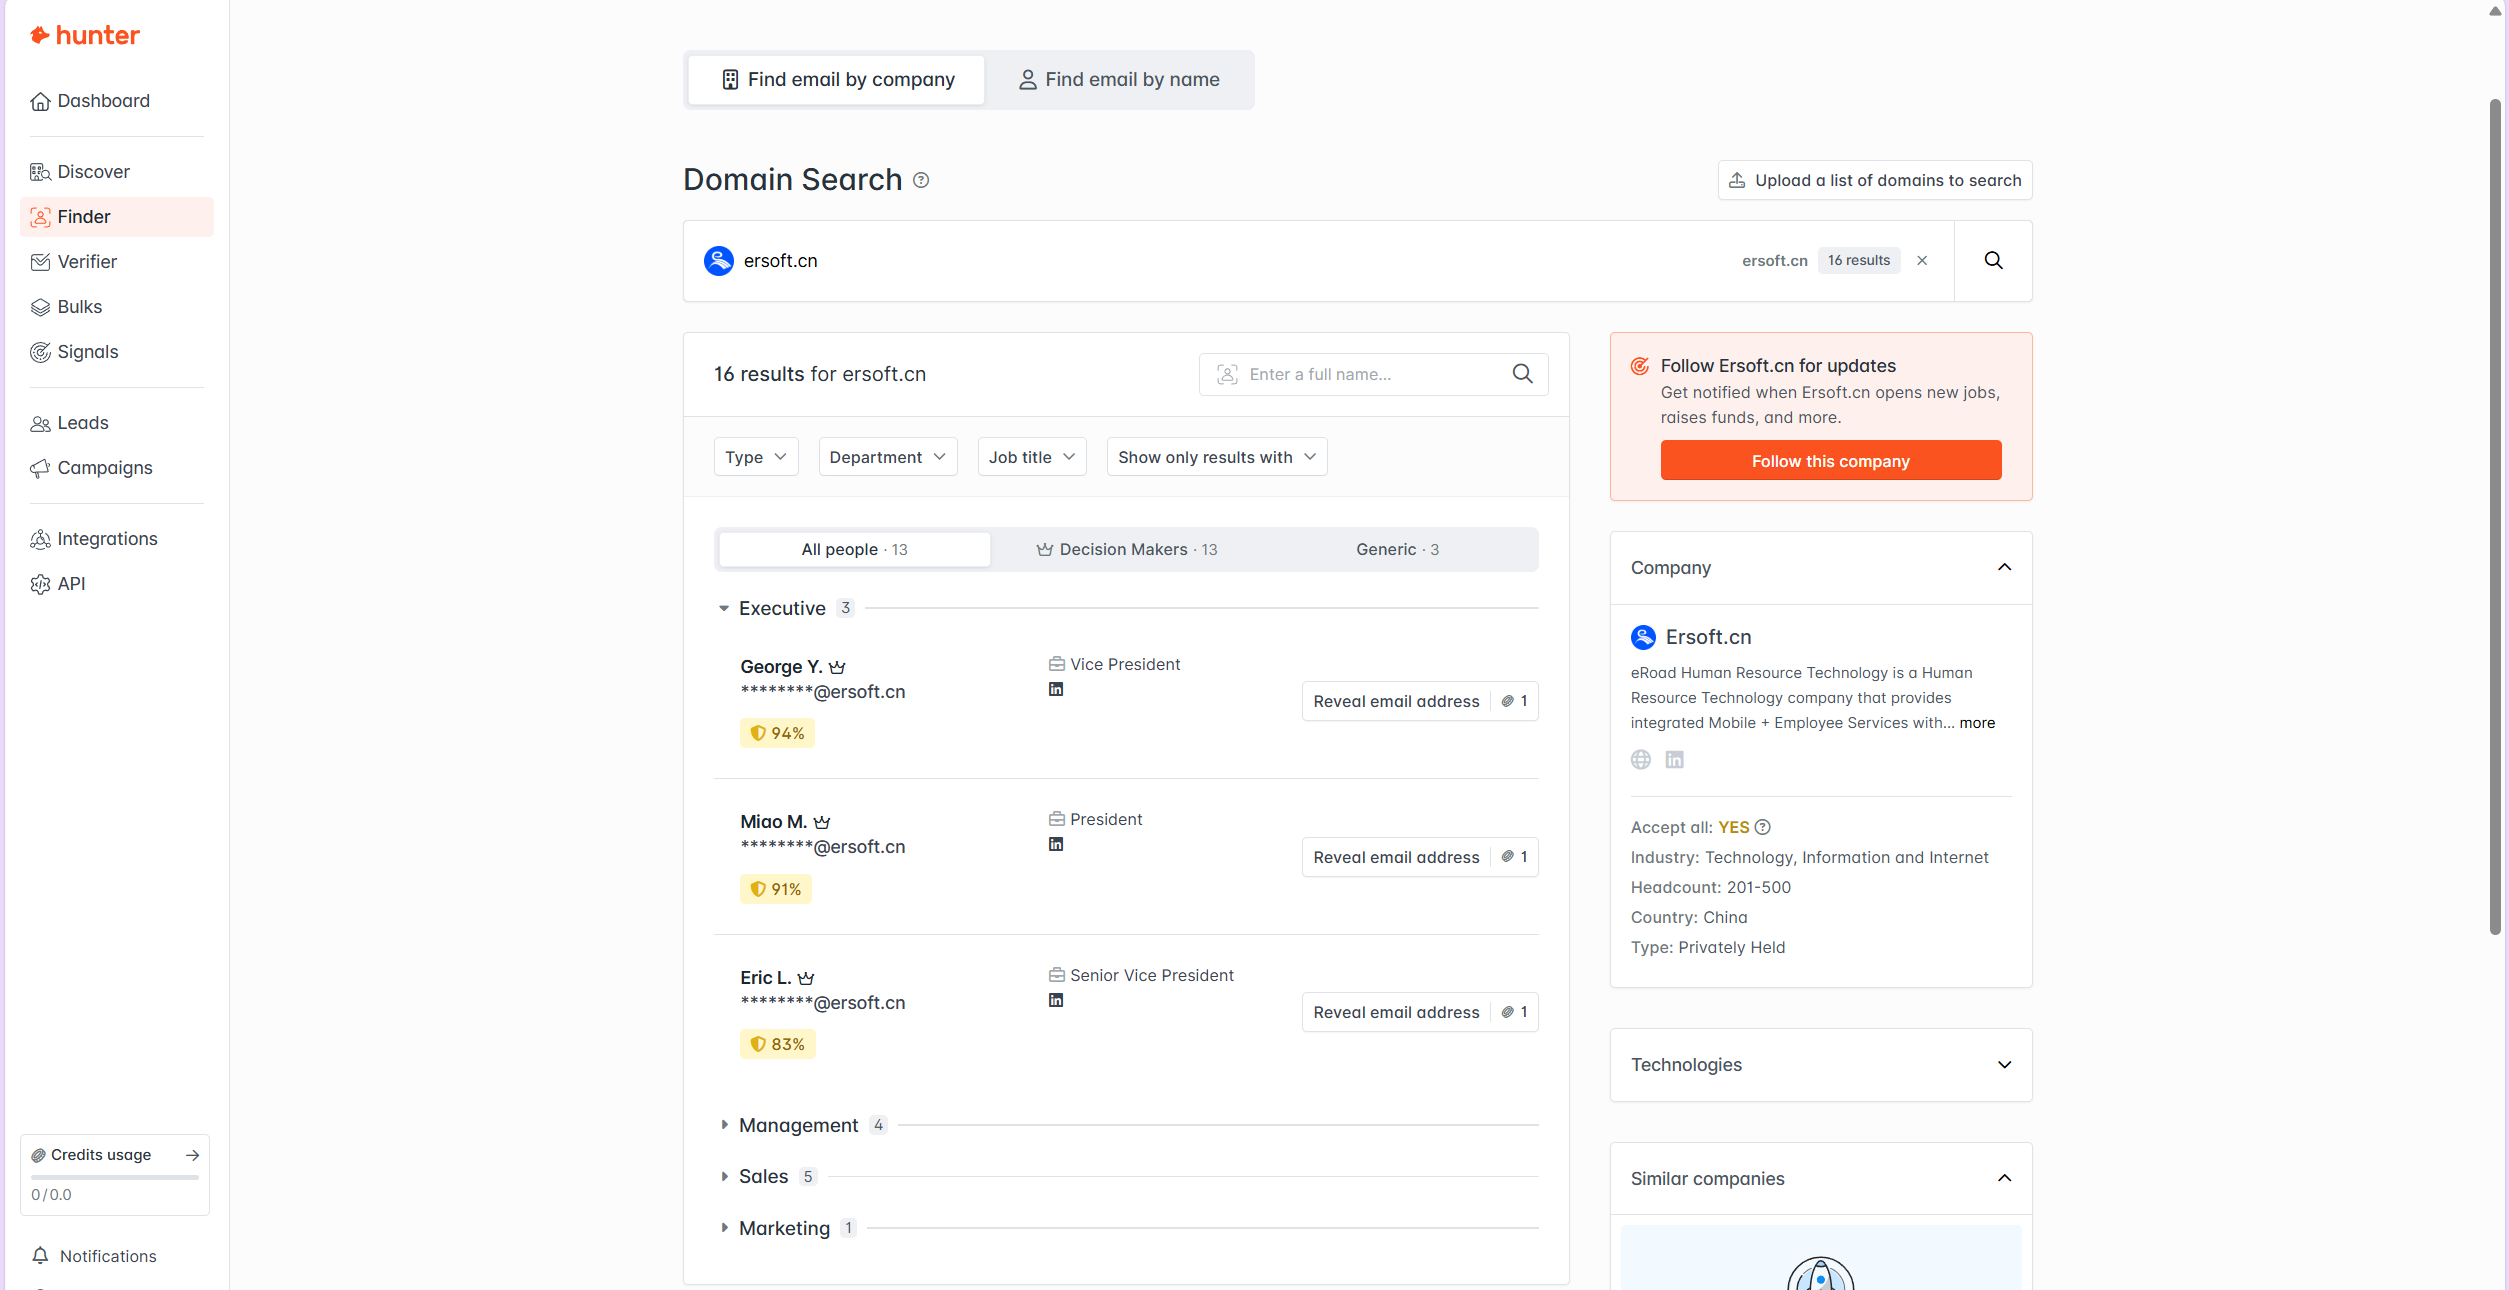 hunter
Dashboard
Discover
Finder
Verifier
Bulks
Signals
Leads
Campaigns
Integrations
API
Credits usage
0/0.0
Notifications
Find email by company
Find email by name
Domain Search
Upload a list of domains to search
ersoft.cn
ersoft.cn 16 results
16 results for ersoft.cn
Enter a full name...
Type
Department
Job title
Show only results with
All people · 13
Decision Makers · 13
Generic · 3
Executive 3
George Y.
********@ersoft.cn
94%
Vice President
Reveal email address 1
Miao M.
********@ersoft.cn
91%
President
Reveal email address 1
Eric L.
********@ersoft.cn
83%
Senior Vice President
Reveal email address 1
Management 4
Sales 5
Marketing 1
Follow Ersoft.cn for updates
Get notified when Ersoft.cn opens new jobs,
raises funds, and more.
Follow this company
Company
Ersoft.cn
eRoad Human Resource Technology is a Human
Resource Technology company that provides
integrated Mobile + Employee Services with... more
Accept all: YES
Industry: Technology, Information and Internet
Headcount: 201-500
Country: China
Type: Privately Held
Technologies
Similar companies